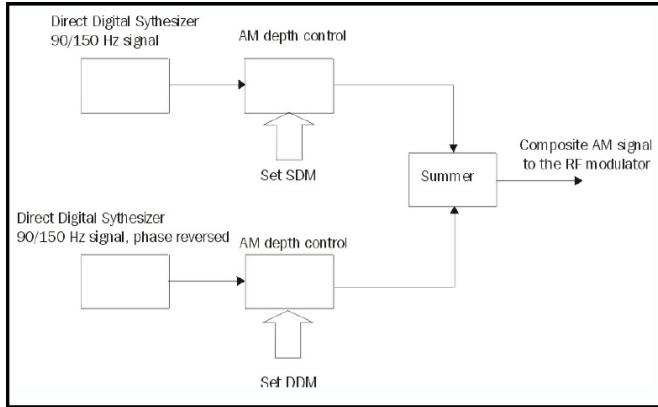 Direct Digital Sythesizer
90/150 Hz signal
AM depth control
Set SDM
Composite AM signal
to the RF modulator
Summer
Direct Digital Sythesizer
90/150 Hz signal, phase reversed
AM depth control
Set DDM